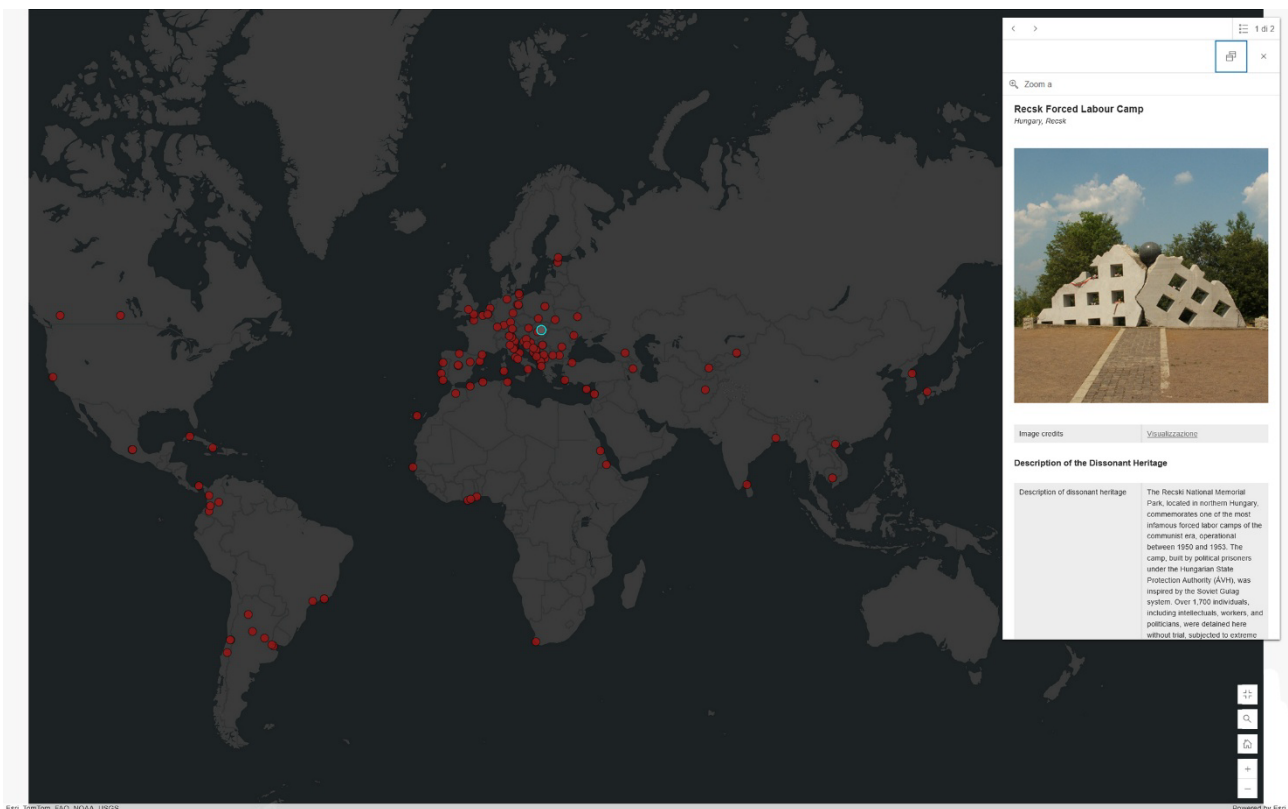 1 di 2
Zoom a
Recsk Forced Labour Camp
Hungary, Recsk
Image credits
Visualizzazione
Description of the Dissonant Heritage
Description of dissonant heritage
The Recski National Memorial
Park, located in northern Hungary,
commemorates one of the most
infamous forced labor camps of the
communist era, operational
between 1950 and 1953. The
camp, built by political prisoners
under the Hungarian State
Protection Authority (ÁVH), was
inspired by the Soviet Gulag
system. Over 1,700 individuals,
including intellectuals, workers, and
politicians, were detained here
without trial, subjected to extreme
Esri, TomTom, FAO, NOAA, USGS
Powered by Esri